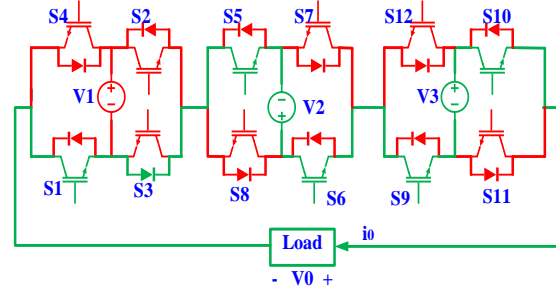 S4 S2 S5 S7 S12 S10
+ - +
V1 V2 V3
- + -
S1 S3 S8 S6 S9 S11
Load i0
- V0 +